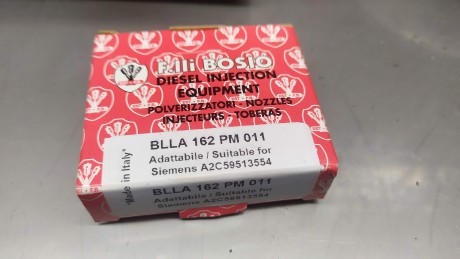 F.lli BOSIO
DIESEL INJECTION
EQUIPMENT
POLVERIZZATORI - NOZZLES
INJECTEURS - TOBERAS
"Made in Italy"
BLLA 162 PM 011
Adattabile / Suitable for
Siemens A2C59513554
BLLA 162 PM 011
Adattabile / Suitable for
Siemens A2C59513554